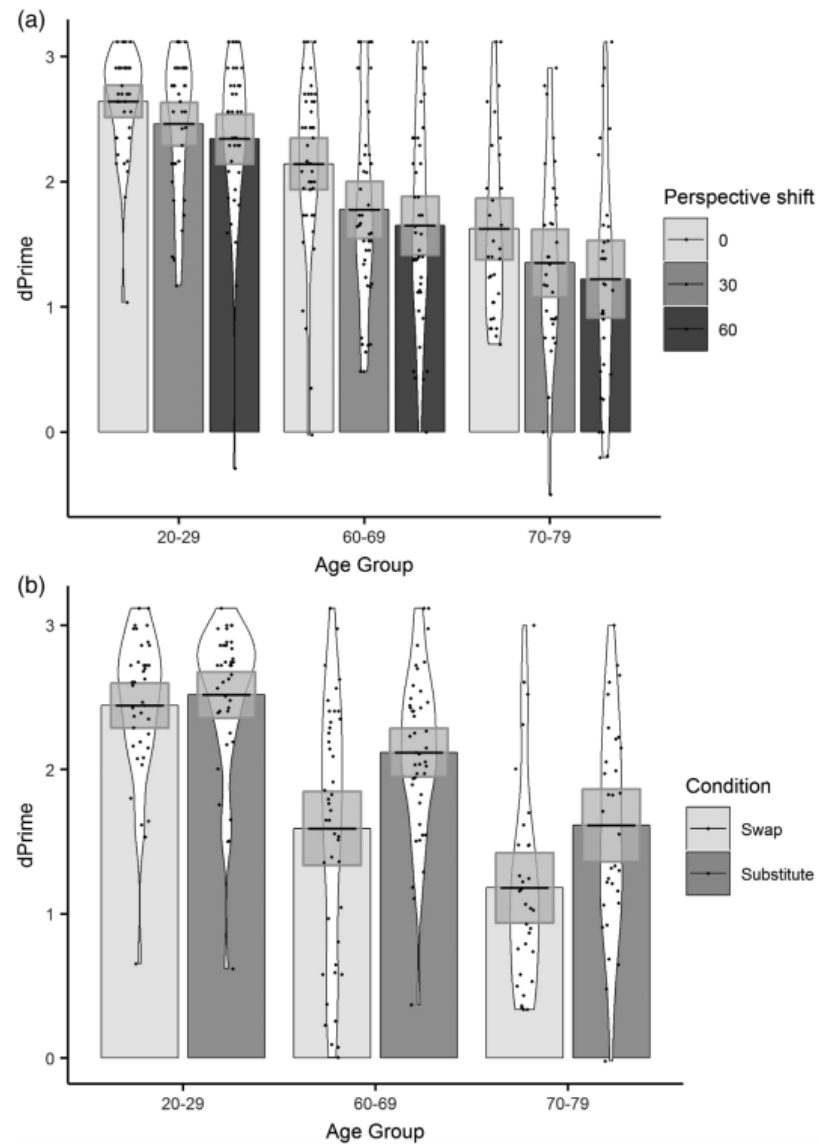 (a)
3
2
1
0
dPrime
20-29
60-69
70-79
Age Group
Perspective shift
0
30
60
(b)
3
2
1
0
dPrime
20-29
60-69
70-79
Age Group
Condition
Swap
Substitute